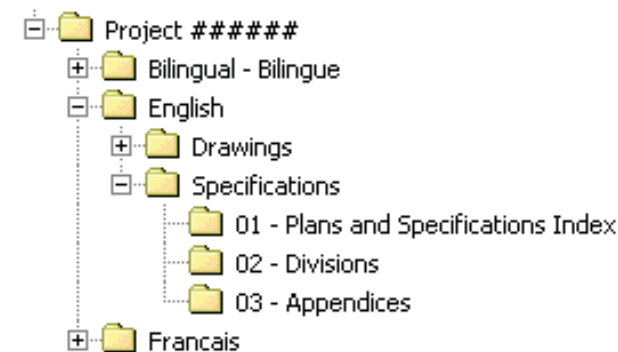 Project ######
Bilingual - Bilingue
English
Drawings
Specifications
01 - Plans and Specifications Index
02 - Divisions
03 - Appendices
Francais